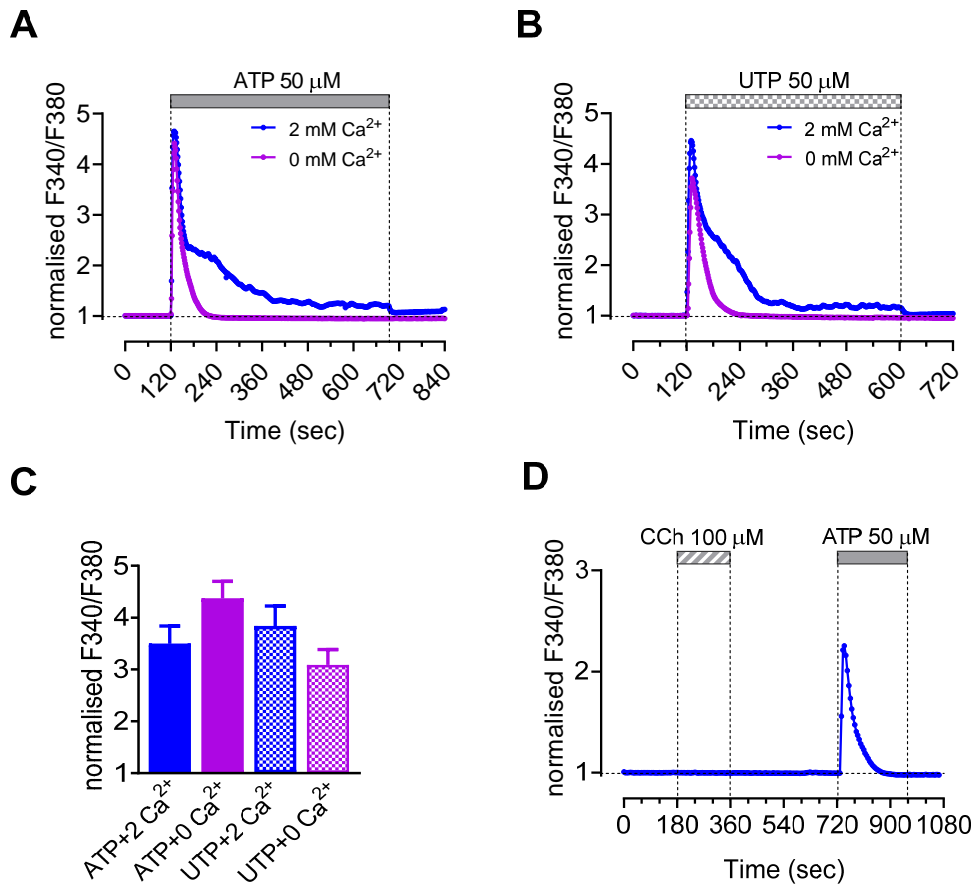 A
ATP 50 μM
normalised F340/F380
5
4
3
2
1
2 mM Ca²⁺
0 mM Ca²⁺
0 120 240 360 480 600 720 840
Time (sec)
B
UTP 50 μM
normalised F340/F380
5
4
3
2
1
2 mM Ca²⁺
0 mM Ca²⁺
0 120 240 360 480 600 720
Time (sec)
C
normalised F340/F380
5
4
3
2
1
ATP+2 Ca²⁺
ATP+0 Ca²⁺
UTP+2 Ca²⁺
UTP+0 Ca²⁺
D
CCh 100 μM
ATP 50 μM
normalised F340/F380
3
2
1
0 180 360 540 720 900 1080
Time (sec)